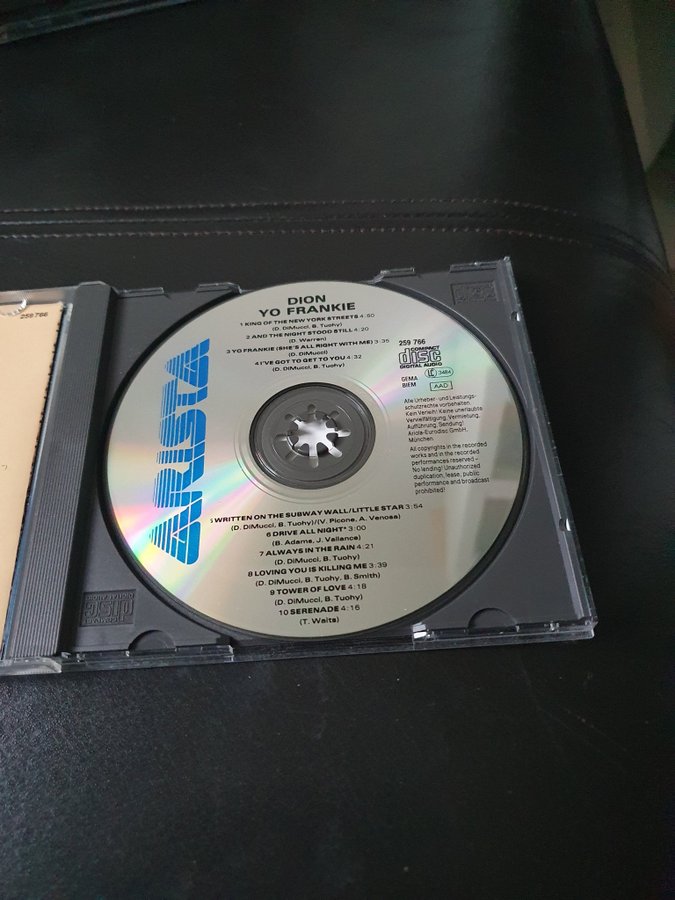 259 766
DION
YO FRANKIE
1 KING OF THE NEW YORK STREETS 4:50
(D. DiMucci, B. Tuohy)
2 AND THE NIGHT STOOD STILL 4:20
(D. Warren)
3 YO FRANKIE (SHE'S ALL RIGHT WITH ME) 3:35
(D. DiMucci)
4 I'VE GOT TO GET TO YOU 4:32
(D. DiMucci, B. Tuohy)
259 766
COMPACT
disc
DIGITAL AUDIO
LC 3484
GEMA
BIEM
AAD
Alle Urheber- und Leistungs-
schutzrechte vorbehalten.
Kein Verleih! Keine unerlaubte
Vervielfältigung, Vermietung,
Aufführung, Sendung!
Ariola-Eurodisc GmbH.
München.
All copyrights in the recorded
works and in the recorded
performances reserved.–
No lending! Unauthorized
duplication, lease, public
performance and broadcast
prohibited!
ARISTA
5 WRITTEN ON THE SUBWAY WALL/LITTLE STAR 3:54
(D. DiMucci, B. Tuohy)/(V. Picone, A. Venosa)
6 DRIVE ALL NIGHT* 3:00
(B. Adams, J. Vallance)
7 ALWAYS IN THE RAIN 4:21
(D. DiMucci, B. Tuohy)
8 LOVING YOU IS KILLING ME 3:39
(D. DiMucci, B. Tuohy, B. Smith)
9 TOWER OF LOVE 4:18
(D. DiMucci, B. Tuohy)
10 SERENADE 4:16
(T. Waits)